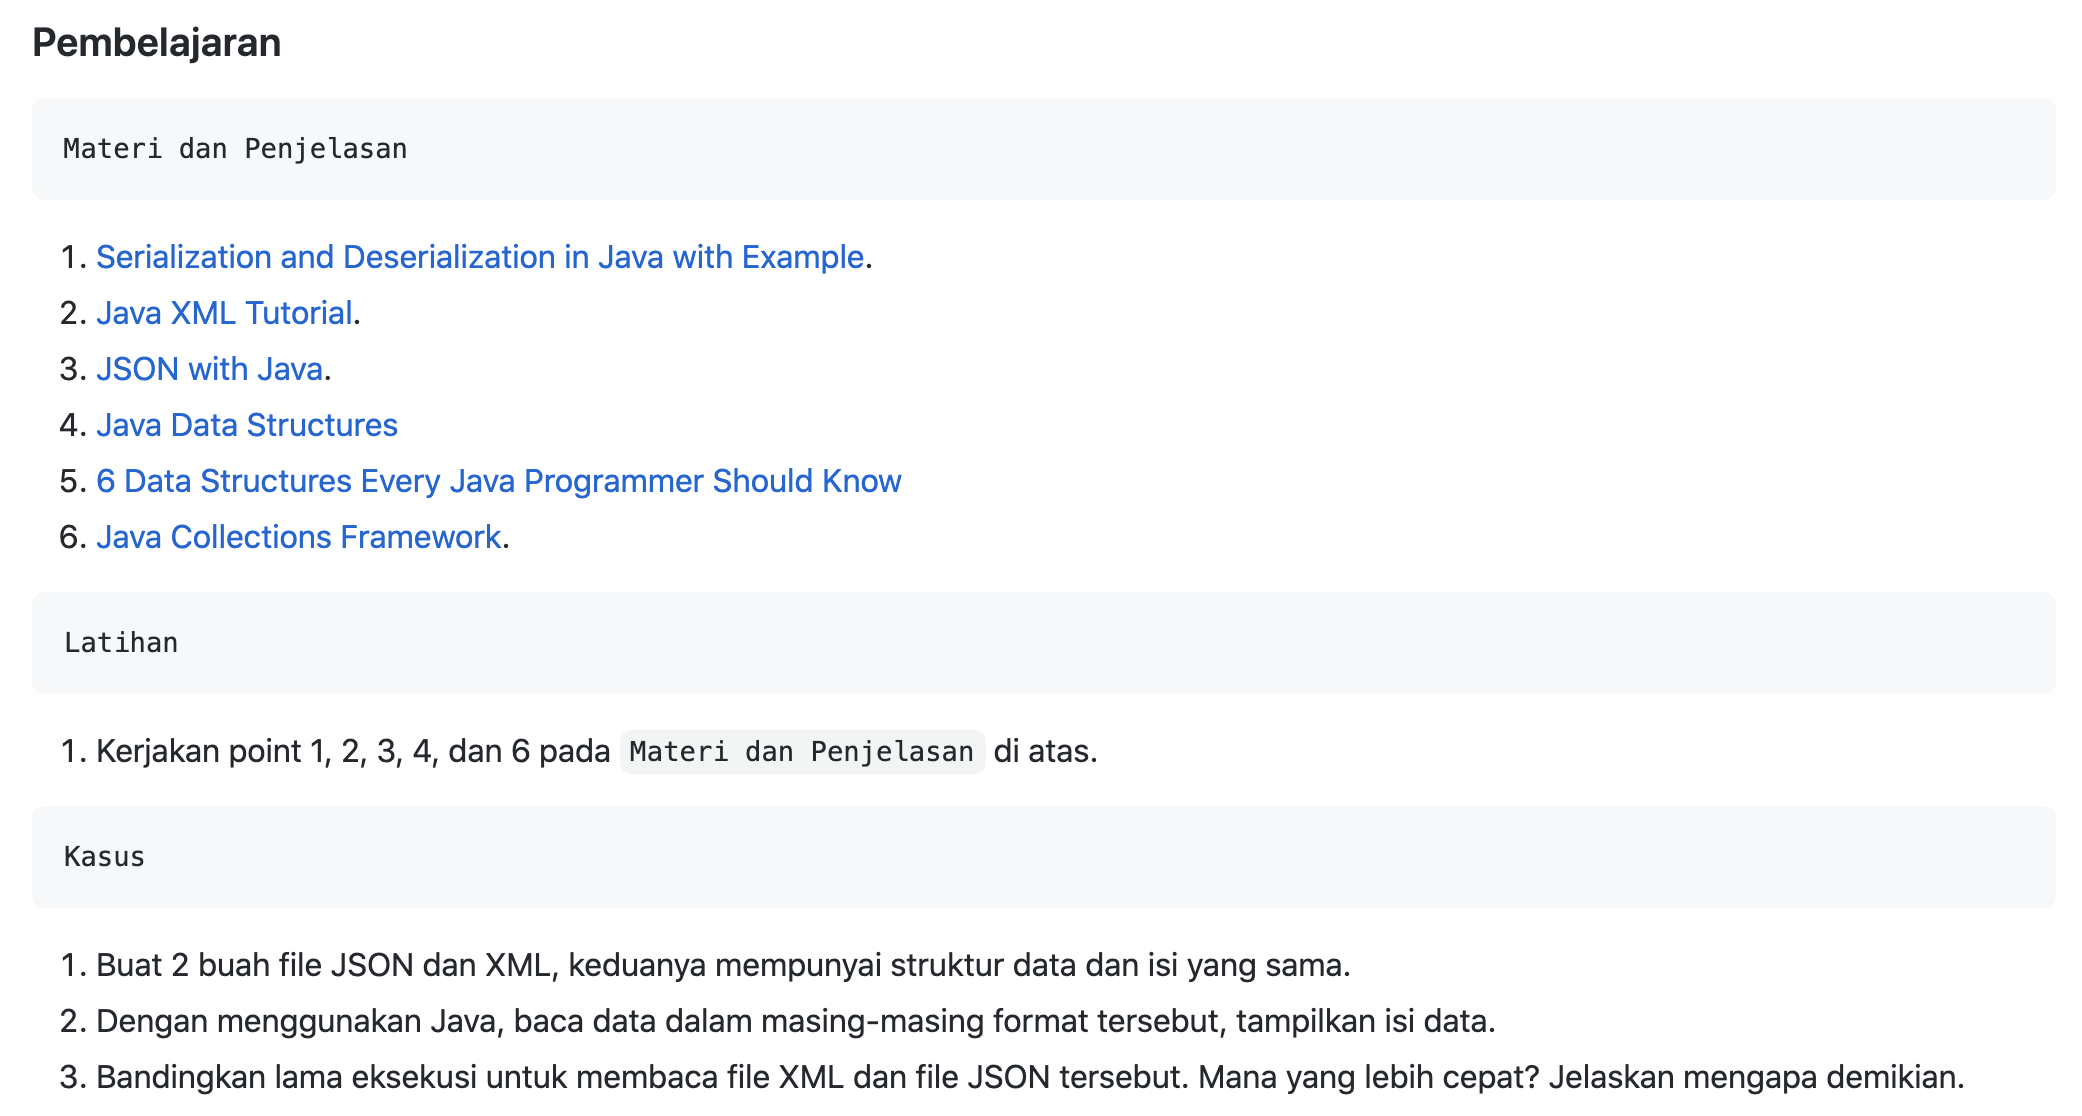 Pembelajaran
Materi dan Penjelasan
1. Serialization and Deserialization in Java with Example.
2. Java XML Tutorial.
3. JSON with Java.
4. Java Data Structures
5. 6 Data Structures Every Java Programmer Should Know
6. Java Collections Framework.
Latihan
1. Kerjakan point 1, 2, 3, 4, dan 6 pada Materi dan Penjelasan di atas.
Kasus
1. Buat 2 buah file JSON dan XML, keduanya mempunyai struktur data dan isi yang sama.
2. Dengan menggunakan Java, baca data dalam masing-masing format tersebut, tampilkan isi data.
3. Bandingkan lama eksekusi untuk membaca file XML dan file JSON tersebut. Mana yang lebih cepat? Jelaskan mengapa demikian.